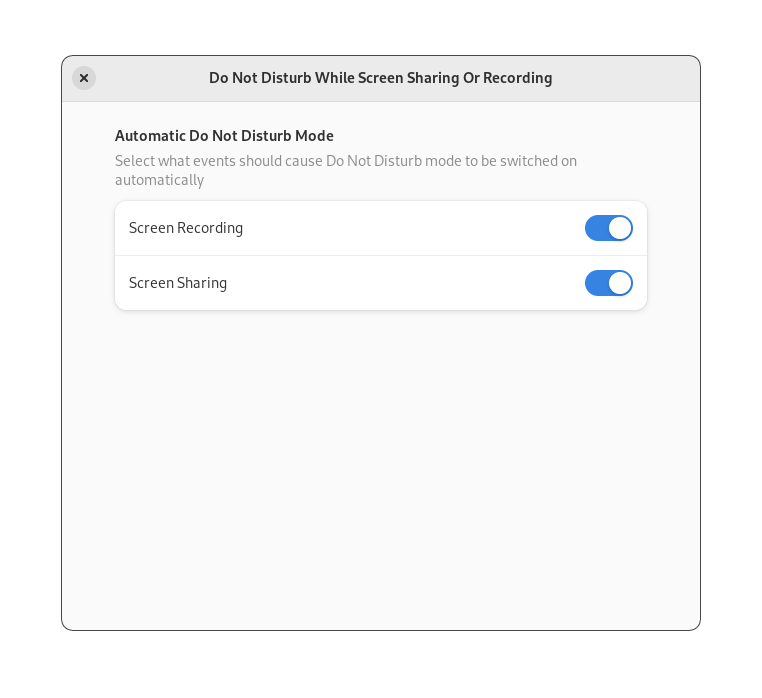 Do Not Disturb While Screen Sharing Or Recording
Automatic Do Not Disturb Mode
Select what events should cause Do Not Disturb mode to be switched on
automatically
Screen Recording
Screen Sharing